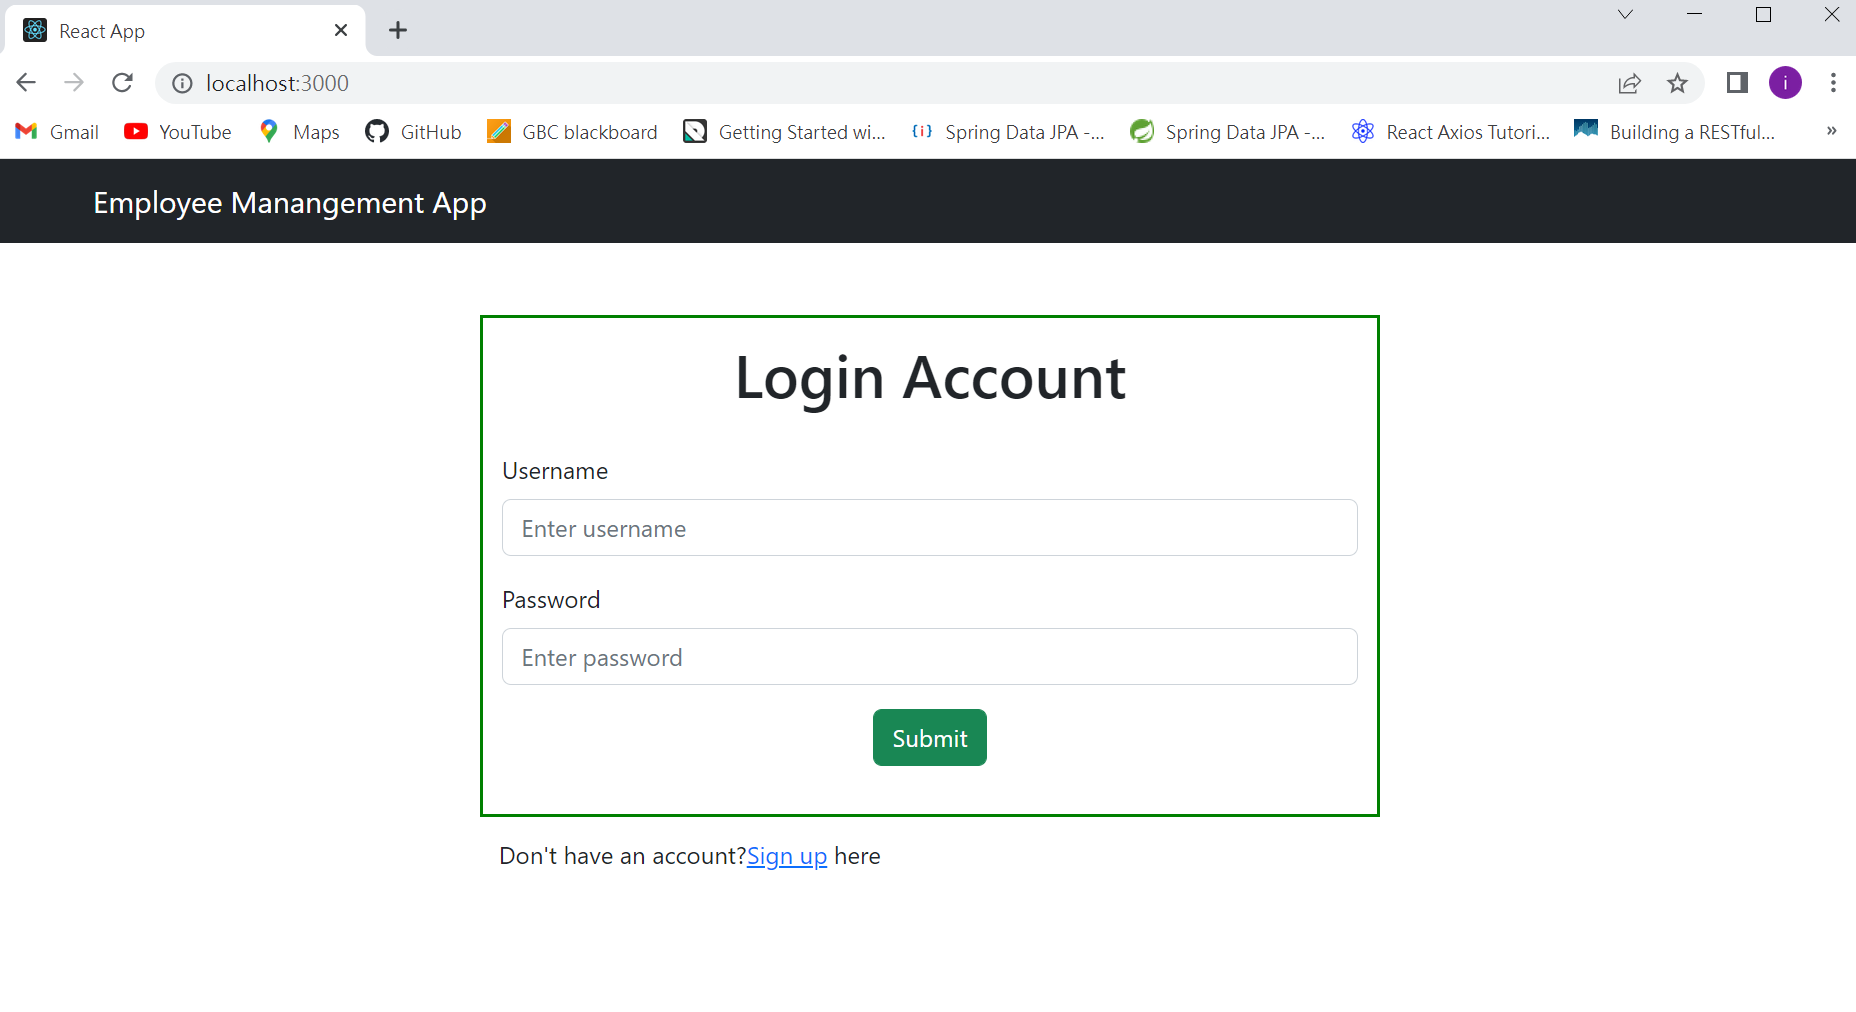 React App
localhost:3000
Gmail YouTube Maps GitHub GBC blackboard Getting Started wi... Spring Data JPA -... Spring Data JPA -... React Axios Tutori... Building a RESTful... »
i
Employee Manangement App
Login Account
Username
Enter username
Password
Enter password
Submit
Don't have an account?Sign up here